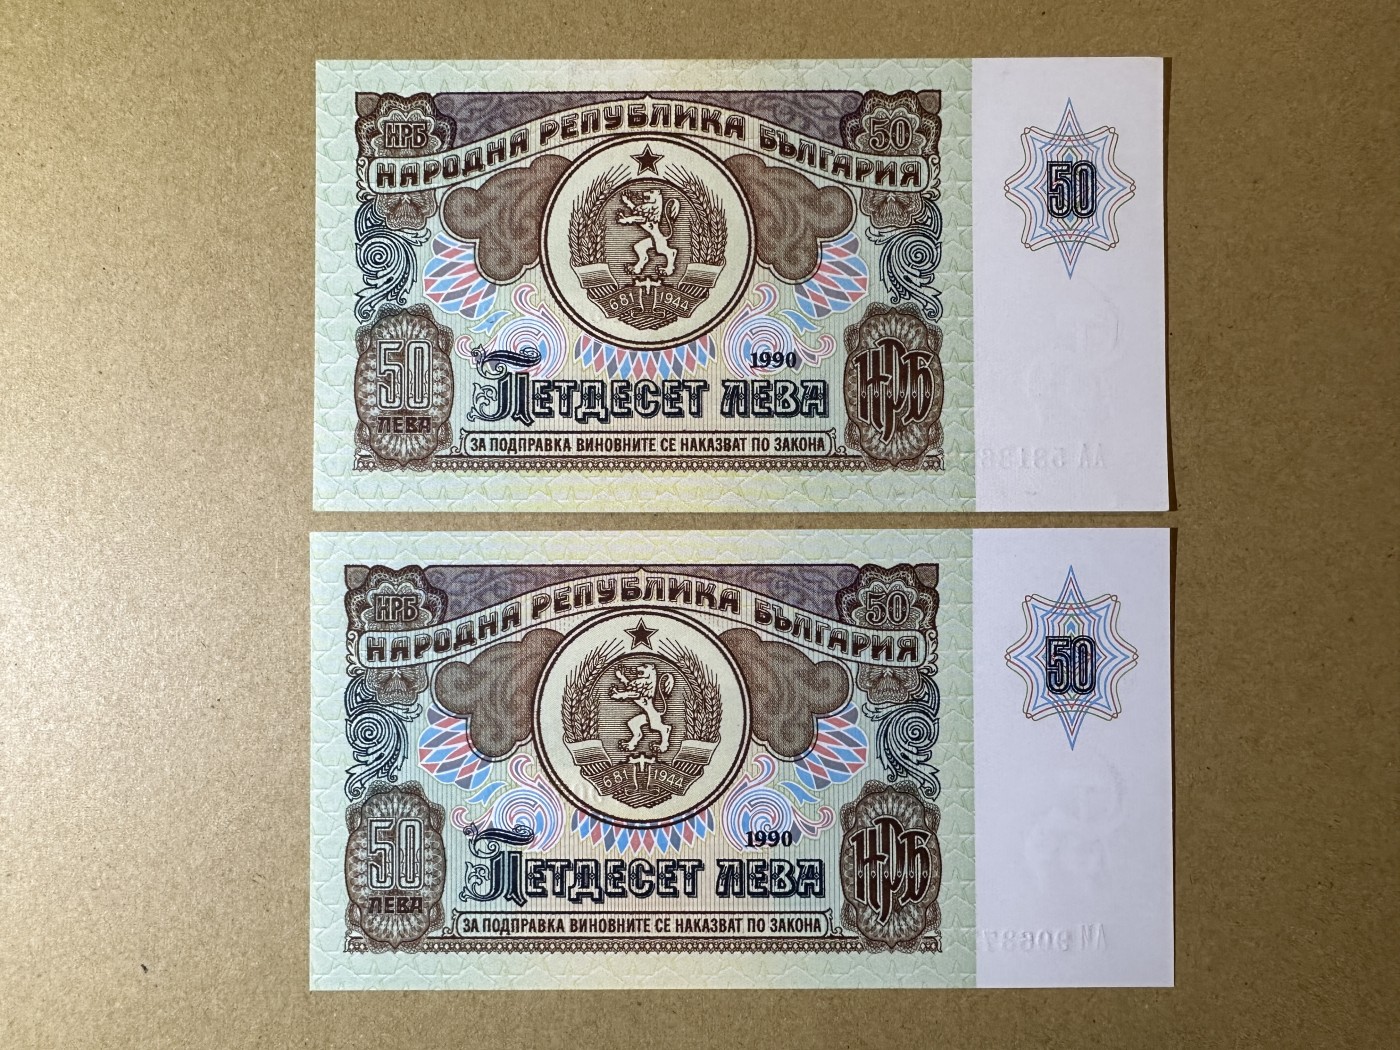 НРБ
50
НАРОДНА РЕПУБЛИКА БЪЛГАРИЯ
50
681 1944
1990
50
ЛЕВА
ПЕТДЕСЕТ ЛЕВА
НРБ
ЗА ПОДПРАВКА ВИНОВНИТЕ СЕ НАКАЗВАТ ПО ЗАКОНА
НРБ
50
НАРОДНА РЕПУБЛИКА БЪЛГАРИЯ
50
681 1944
1990
50
ЛЕВА
ПЕТДЕСЕТ ЛЕВА
НРБ
ЗА ПОДПРАВКА ВИНОВНИТЕ СЕ НАКАЗВАТ ПО ЗАКОНА